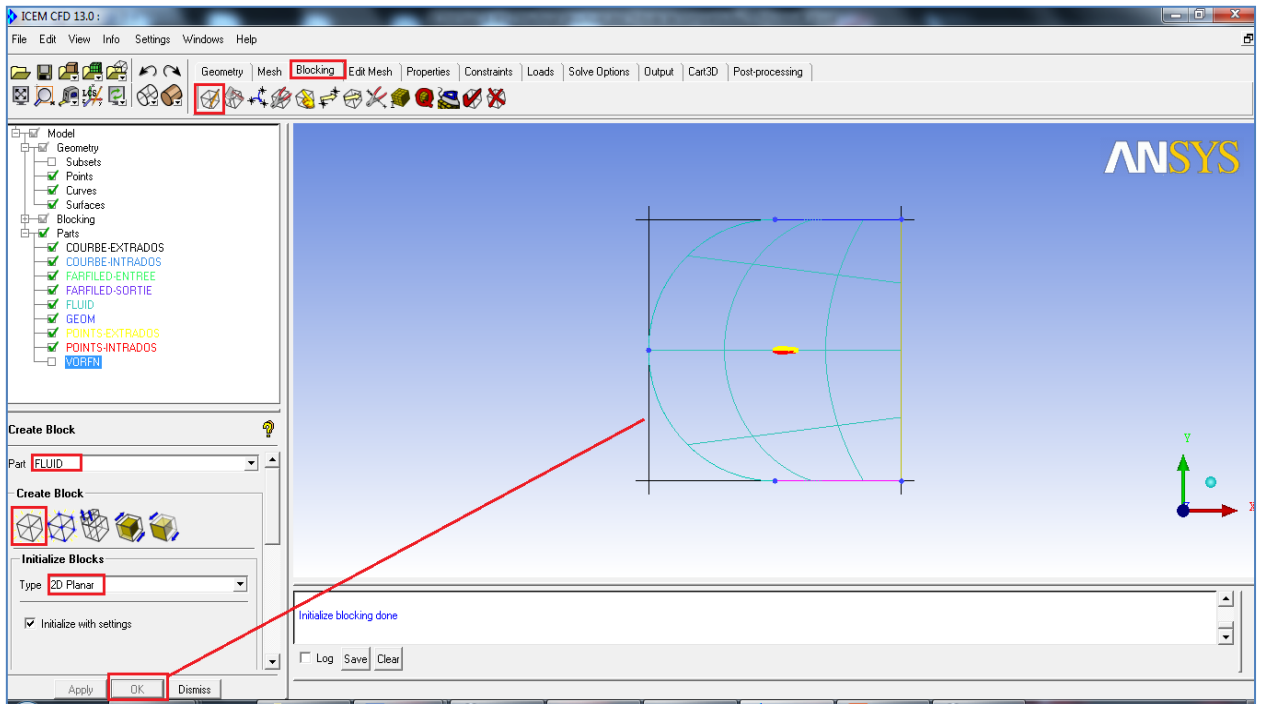 ICEM CFD 13.0 :
File Edit View Info Settings Windows Help
Geometry Mesh Blocking Edit Mesh Properties Constraints Loads Solve Options Output Cart3D Post-processing
Model
Geometry
Subsets
Points
Curves
Surfaces
Blocking
Parts
COURBE-EXTRADOS
COURBE-INTRADOS
FARFILED-ENTREE
FARFILED-SORTIE
FLUID
GEOM
POINTS-EXTRADOS
POINTS-INTRADOS
VORFN
ANSYS
Y
X
Create Block
Part FLUID
Create Block
Initialize Blocks
Type 2D Planar
Initialize with settings
Apply OK Dismiss
Initialize blocking done
Log Save Clear